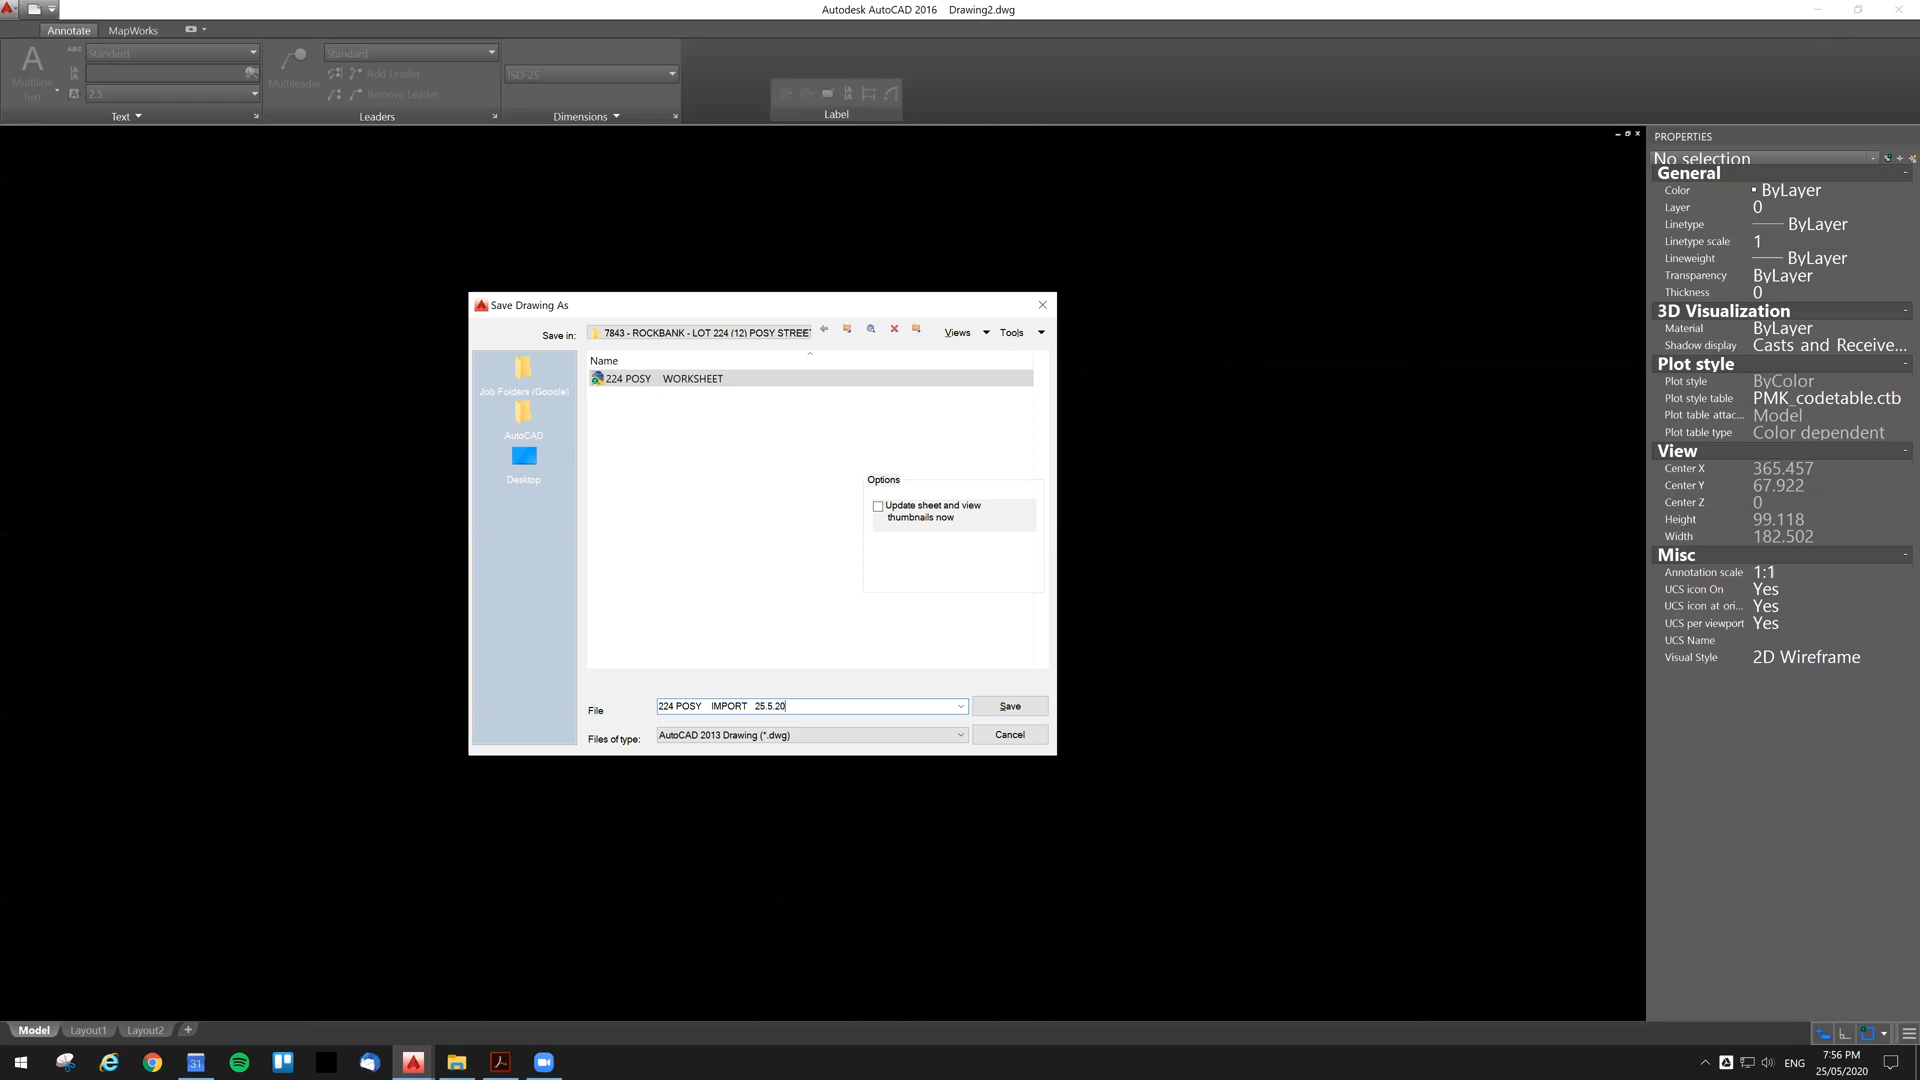 Autodesk AutoCAD 2016 Drawing2.dwg
Annotate MapWorks
A ABC Standard Standard
Multiline Text Multileader Add Leader ISO-25
2.5 Remove Leader
Text Leaders Dimensions Label
PROPERTIES
No selection
General
Color ByLayer
Layer 0
Linetype ByLayer
Linetype scale 1
Lineweight ByLayer
Transparency ByLayer
Thickness 0
3D Visualization
Material ByLayer
Shadow display Casts and Receive...
Plot style
Plot style ByColor
Plot style table PMK_codetable.ctb
Plot table attac... Model
Plot table type Color dependent
View
Center X 365.457
Center Y 67.922
Center Z 0
Height 99.118
Width 182.502
Misc
Annotation scale 1:1
UCS icon On Yes
UCS icon at ori... Yes
UCS per viewport Yes
UCS Name
Visual Style 2D Wireframe
Save Drawing As
Save in: 7843 - ROCKBANK - LOT 224 (12) POSY STREE Views Tools
Name
224 POSY WORKSHEET
Job Folders (Google)
AutoCAD
Desktop
Options
Update sheet and view
thumbnails now
File 224 POSY IMPORT 25.5.20 Save
Files of type: AutoCAD 2013 Drawing (*.dwg) Cancel
Model Layout1 Layout2 +
31 ENG 7:56 PM
25/05/2020